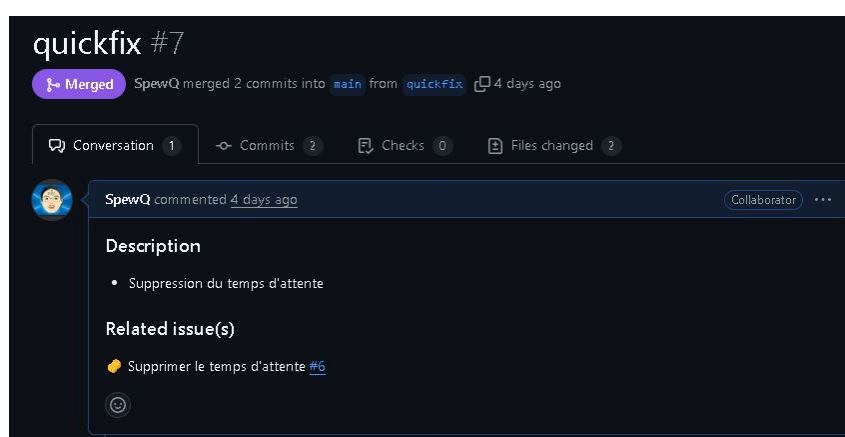 quickfix #7
Merged SpewQ merged 2 commits into main from quickfix 4 days ago
Conversation 1 Commits 2 Checks 0 Files changed 2
SpewQ commented 4 days ago Collaborator ...
Description
• Suppression du temps d'attente
Related issue(s)
Supprimer le temps d'attente #6